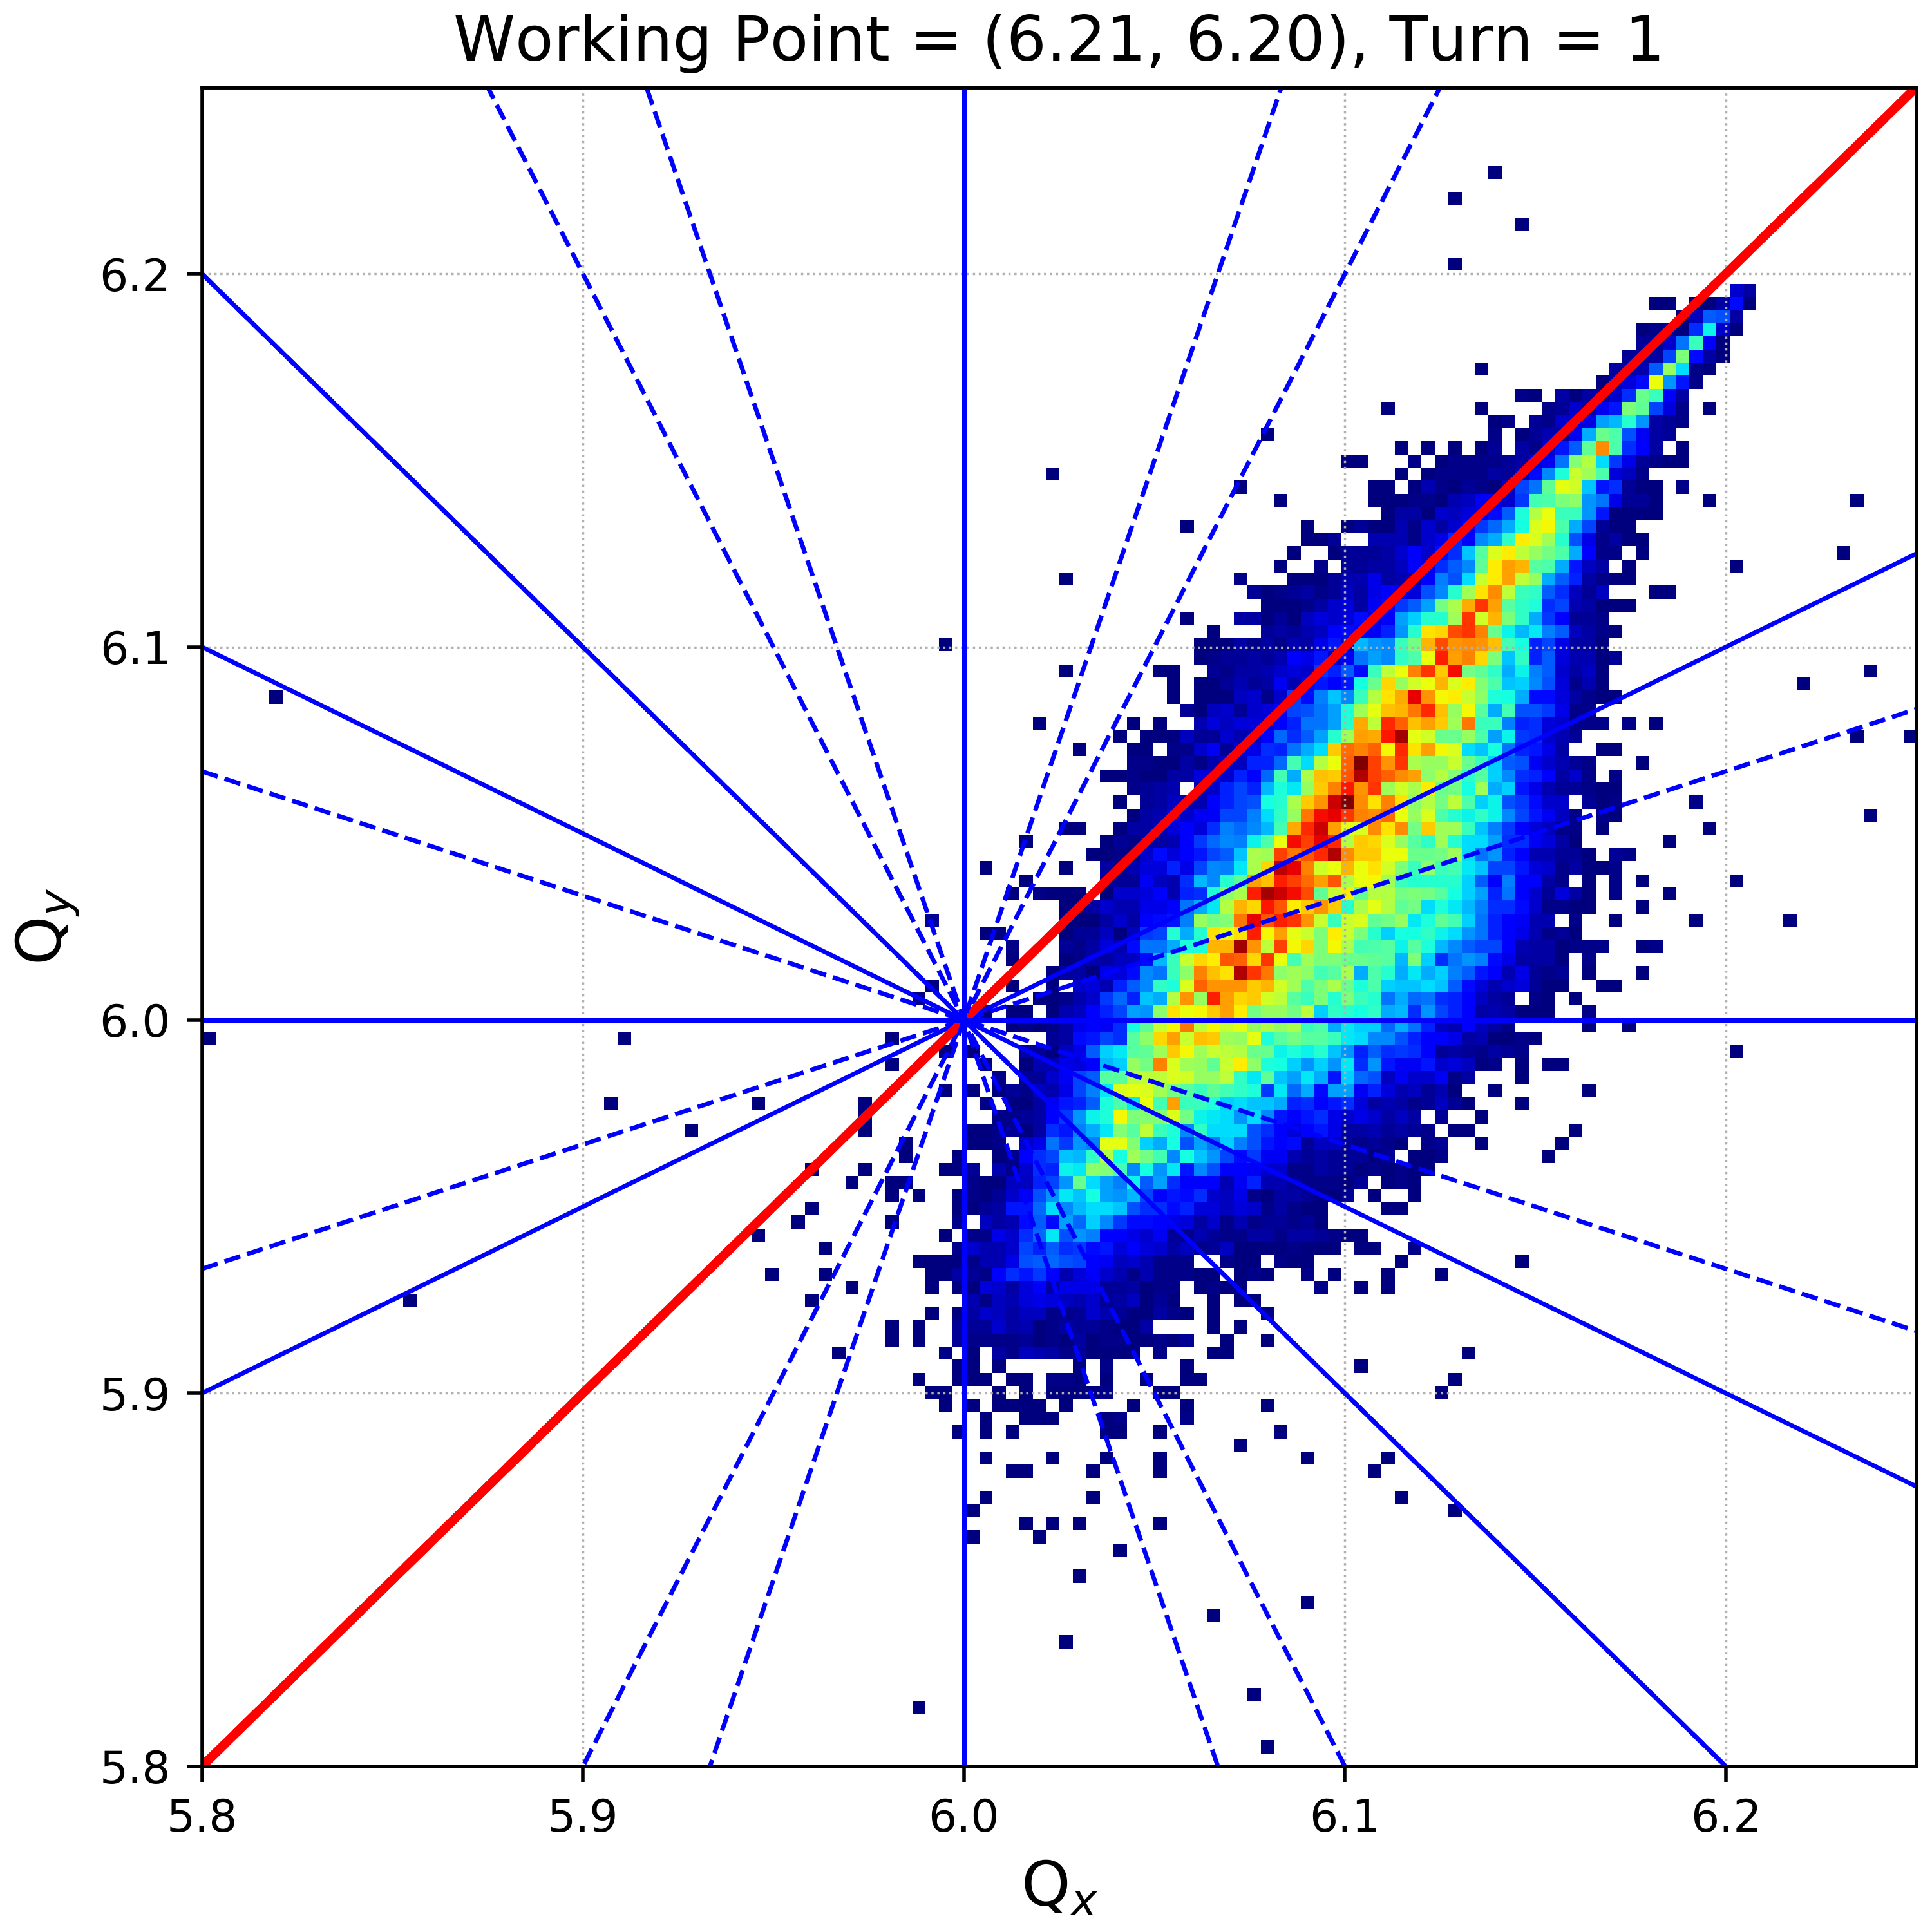 Working Point = (6.21, 6.20), Turn = 1
6.2
6.1
6.0
5.9
5.8
Qy
5.8 5.9 6.0 6.1 6.2
Qx